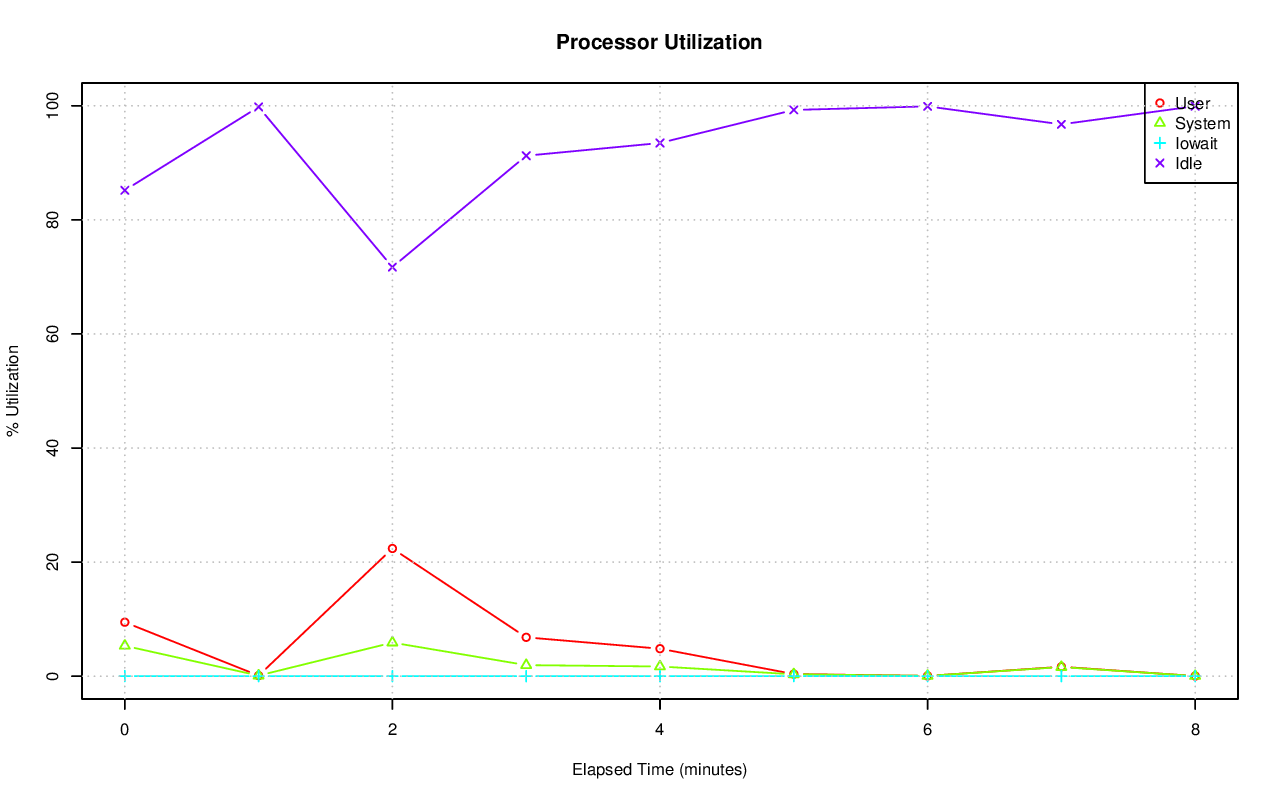 Processor Utilization
100
80
60
40
20
0
% Utilization
User
System
Iowait
Idle
0 2 4 6 8
Elapsed Time (minutes)